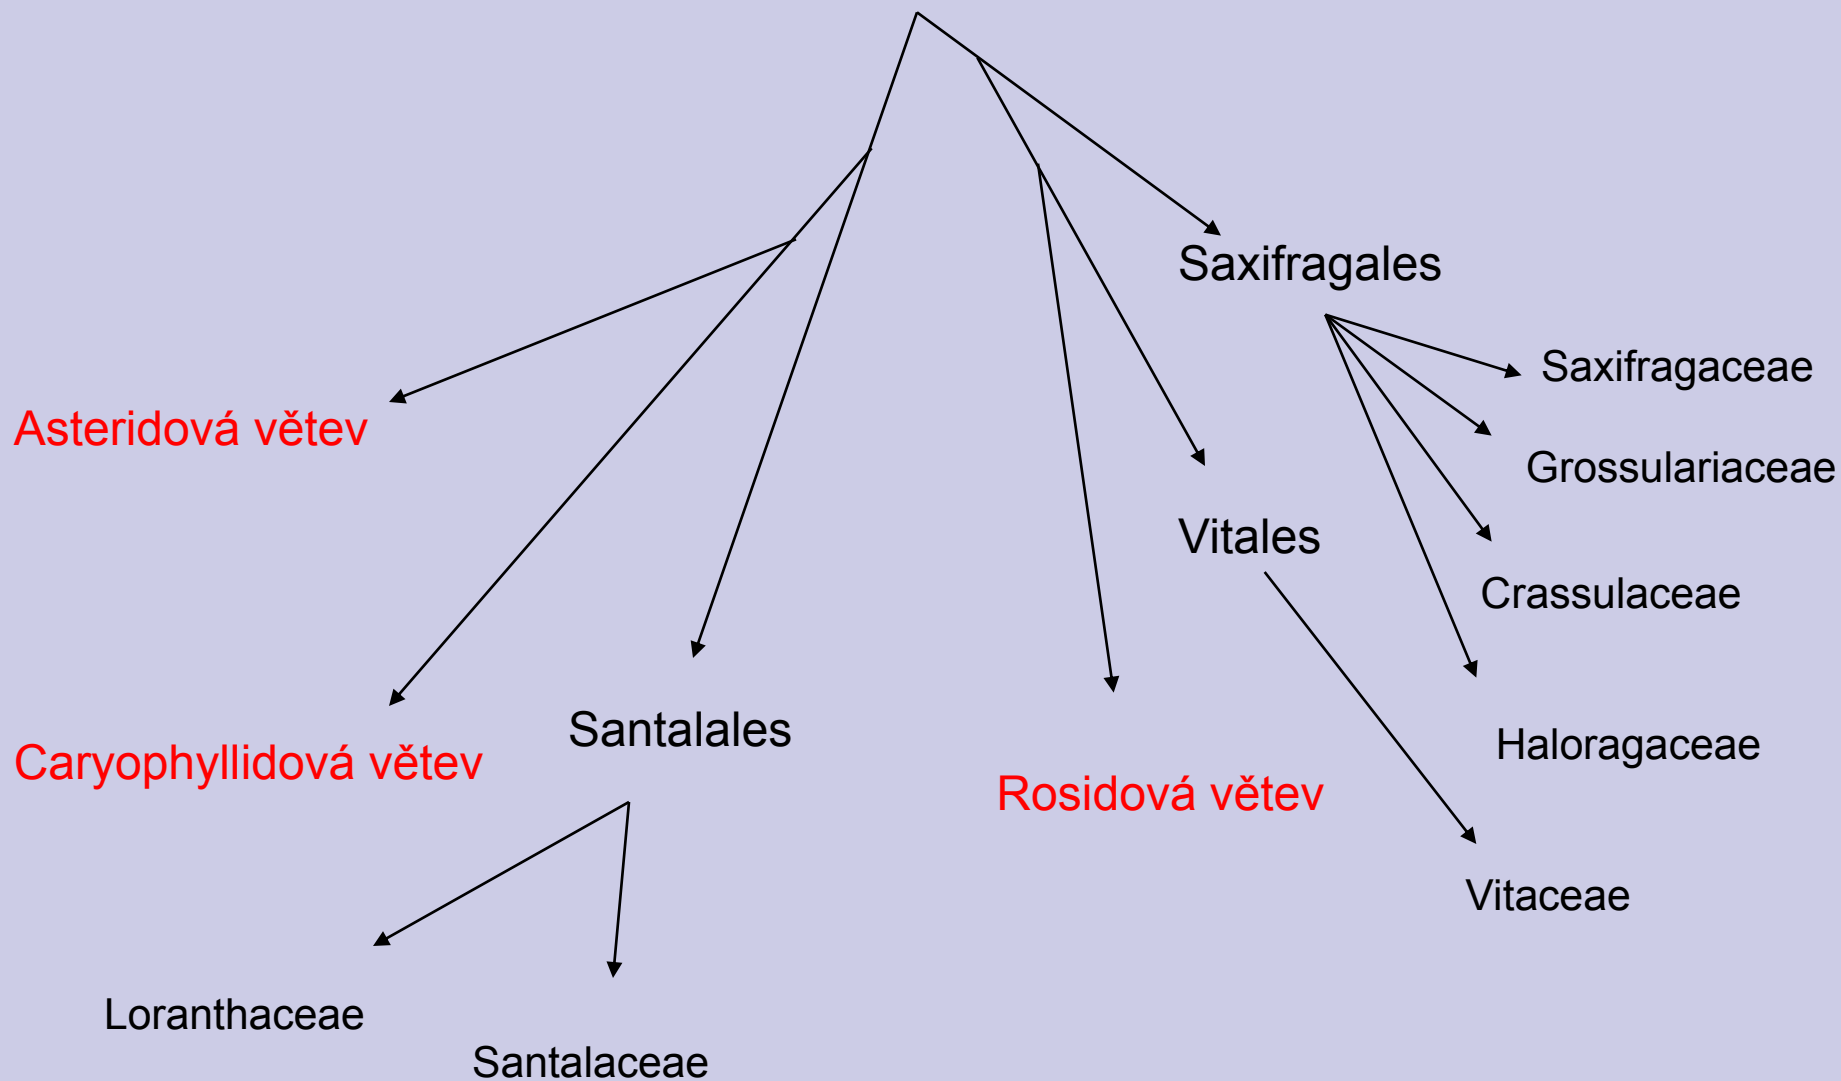 Saxifragales
Saxifragaceae
Asteridová větev
Grossulariaceae
Vitales
Crassulaceae
Santalales
Haloragaceae
Caryophyllidová větev
Rosidová větev
Vitaceae
Loranthaceae
Santalaceae